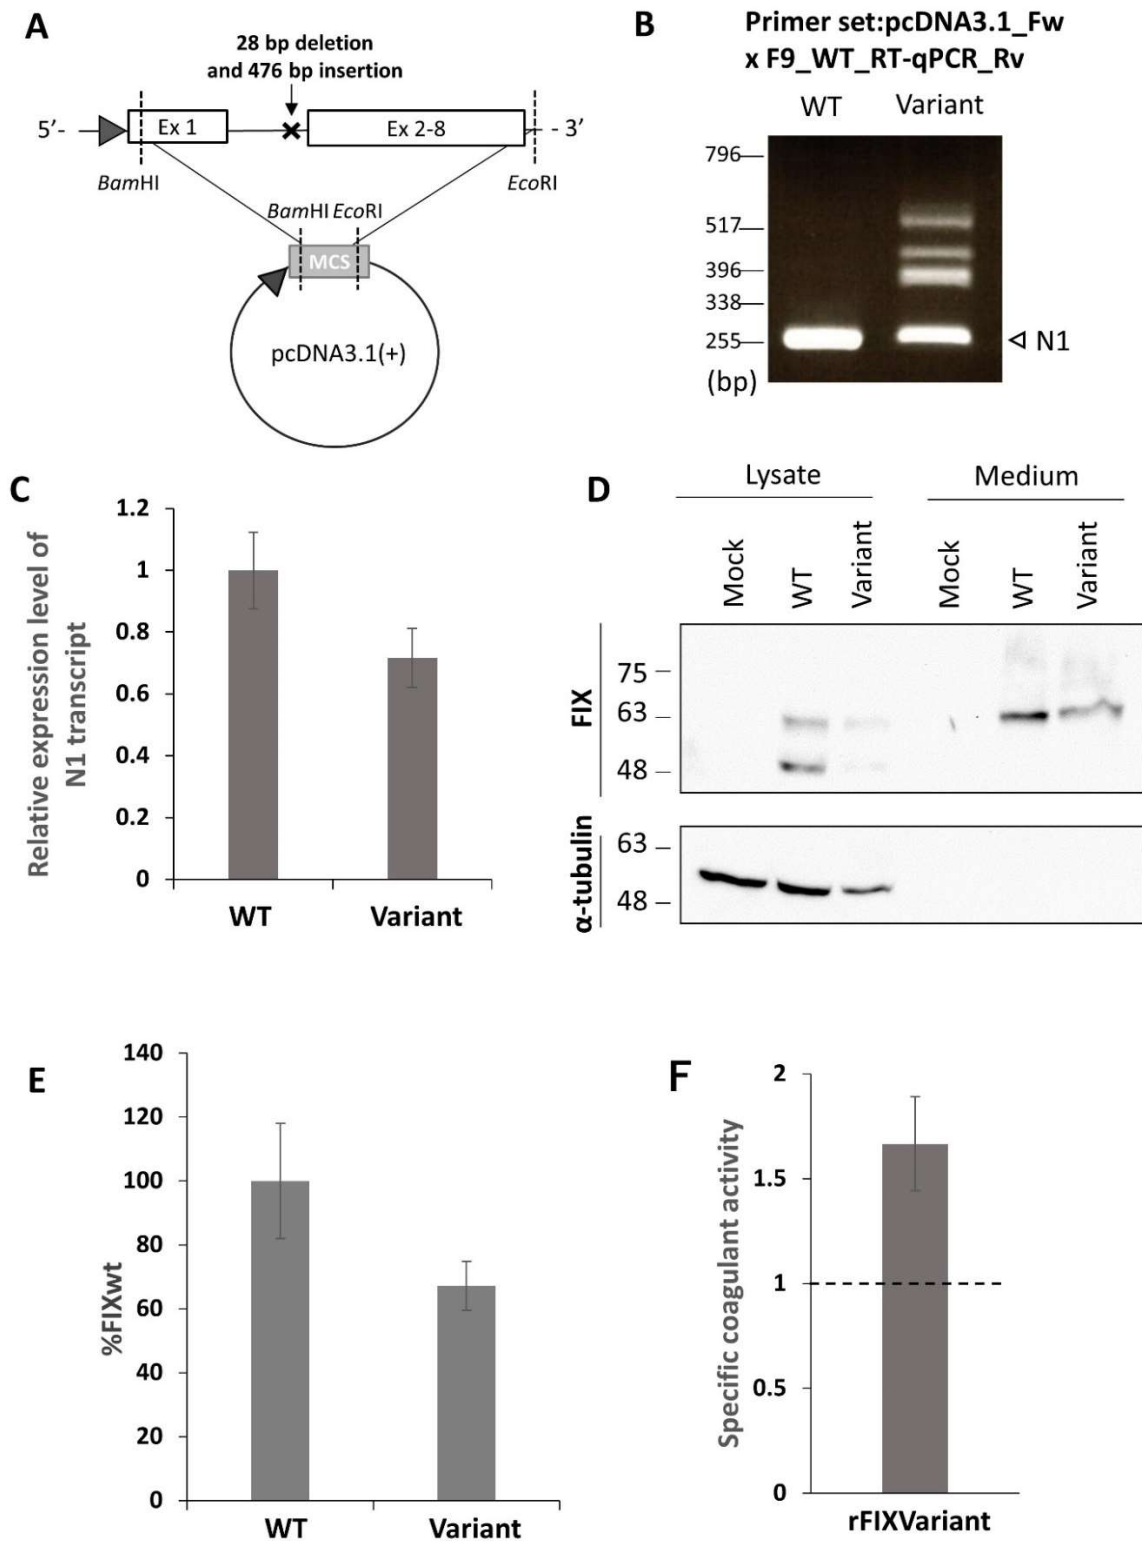 A
28 bp deletion
and 476 bp insertion
5′-
Ex 1
Ex 2-8
- 3′
BamHI
EcoRI
BamHI EcoRI
MCS
pcDNA3.1(+)
B
Primer set:pcDNA3.1_Fw
x F9_WT_RT-qPCR_Rv
WT Variant
796
517
396
338
255
(bp)
N1
C
Relative expression level of
N1 transcript
1.2
1
0.8
0.6
0.4
0.2
0
WT Variant
D
Lysate Medium
Mock WT Variant Mock WT Variant
FIX
75
63
48
α-tubulin
63
48
E
%FIXwt
140
120
100
80
60
40
20
0
WT Variant
F
Specific coagulant activity
2
1.5
1
0.5
0
rFIXVariant